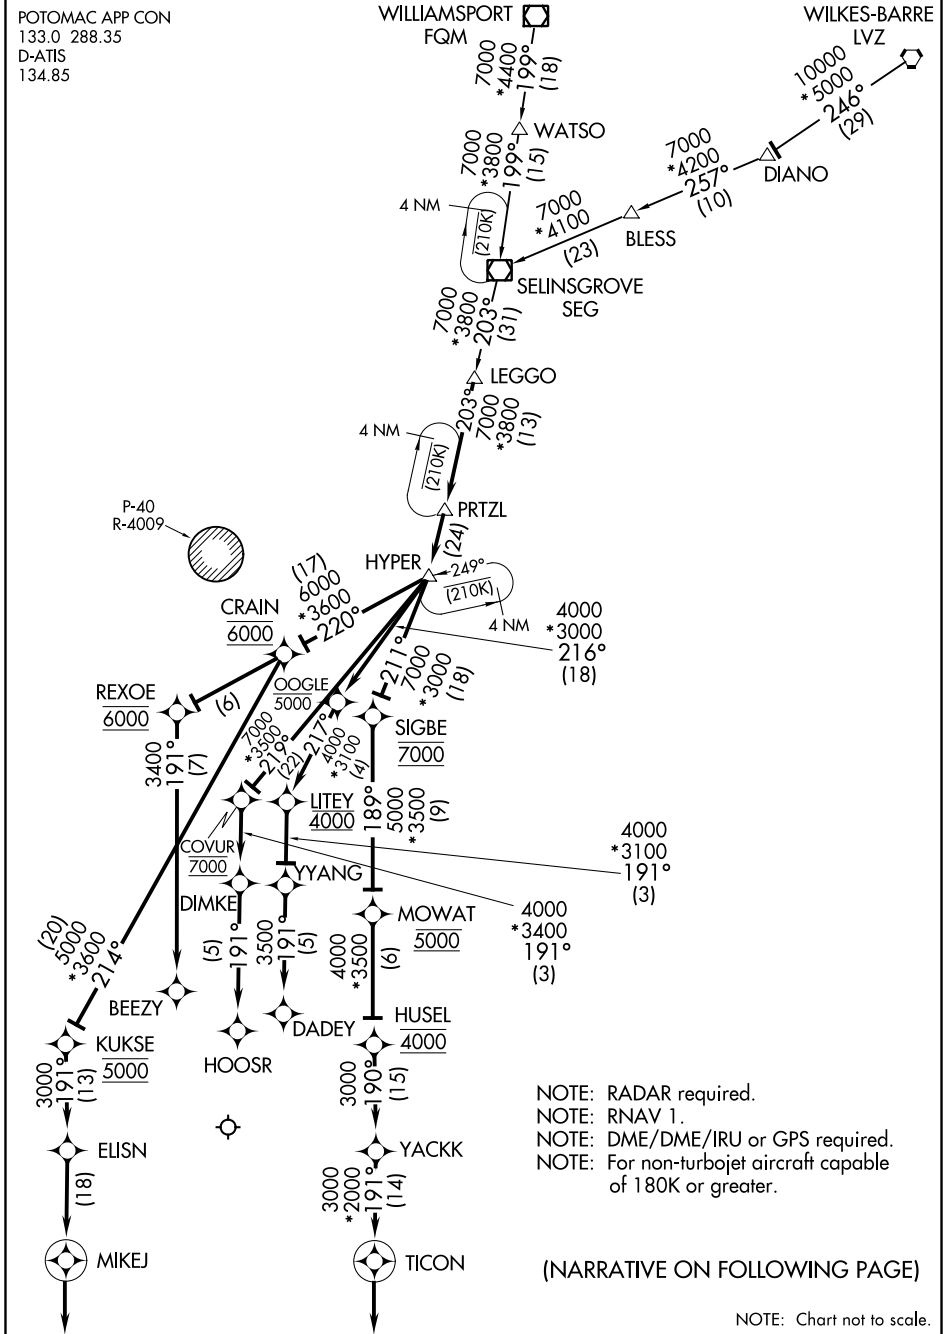 POTOMAC APP CON
133.0 288.35
D-ATIS
134.85
WILLIAMSPORT
FQM
WILKES-BARRE
LVZ
7000
*4400
199°
(18)
10000
*5000
246°
(29)
WATSO
7000
*3800
199°
(15)
7000
*4200
257°
(10)
DIANO
4 NM
(210K)
7000
*4100
(23)
BLESS
SELINSGROVE
SEG
7000
*3800
203°
(31)
LEGGO
203°
7000
*3800
(13)
4 NM
(210K)
PRTZL
P-40
R-4009
(24)
HYPER
249°
(210K)
4 NM
(17)
6000
*3600
220°
CRAIN
6000
4000
*3000
216°
(18)
211°
7000
*3000
(18)
REXOE
6000
(6)
OOGLE
5000
SIGBE
7000
3400
191°
(7)
7000
*3500
219°
(22)
217°
4000
*3100
(4)
LITEY
4000
189°
5000
*3500
(9)
COVUR
7000
4000
*3100
191°
(3)
YYANG
DIMKE
4000
*3400
191°
(3)
MOWAT
5000
(20)
5000
*3600
214°
(5)
191°
3500
191°
(5)
4000
*3500
(6)
BEEZY
DADEY
HUSEL
4000
KUKSE
5000
HOOSR
3000
191°
(13)
3000
190°
(15)
NOTE: RADAR required.
NOTE: RNAV 1.
NOTE: DME/DME/IRU or GPS required.
NOTE: For non-turbojet aircraft capable
of 180K or greater.
ELISN
YACKK
(18)
3000
*2000
191°
(14)
MIKEJ
TICON
(NARRATIVE ON FOLLOWING PAGE)
NOTE: Chart not to scale.